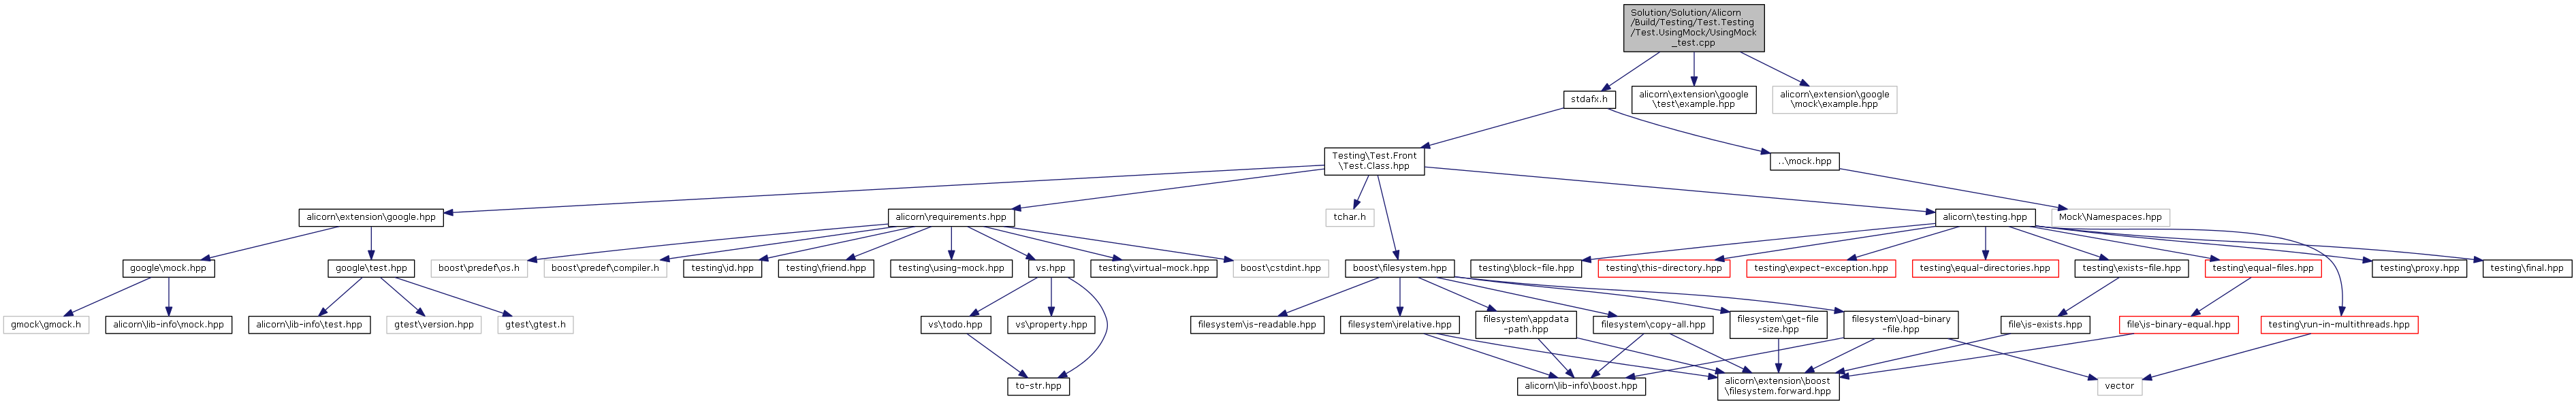 Solution/Solution/Alicorn
/Build/Testing/Test.Testing
/Test.UsingMock/UsingMock
_test.cpp
stdafx.h
alicorn\extension\google
\test\example.hpp
alicorn\extension\google
\mock\example.hpp
Testing\Test.Front
\Test.Class.hpp
..\mock.hpp
alicorn\extension\google.hpp
alicorn\requirements.hpp
tchar.h
alicorn\testing.hpp
Mock\Namespaces.hpp
google\mock.hpp
google\test.hpp
boost\predef\os.h
boost\predef\compiler.h
testing\id.hpp
testing\friend.hpp
testing\using-mock.hpp
vs.hpp
testing\virtual-mock.hpp
boost\cstdint.hpp
boost\filesystem.hpp
testing\block-file.hpp
testing\this-directory.hpp
testing\expect-exception.hpp
testing\equal-directories.hpp
testing\exists-file.hpp
testing\equal-files.hpp
testing\proxy.hpp
testing\final.hpp
gmock\gmock.h
alicorn\lib-info\mock.hpp
alicorn\lib-info\test.hpp
gtest\version.hpp
gtest\gtest.h
vs\todo.hpp
vs\property.hpp
filesystem\is-readable.hpp
filesystem\irelative.hpp
filesystem\appdata
-path.hpp
filesystem\copy-all.hpp
filesystem\get-file
-size.hpp
filesystem\load-binary
-file.hpp
file\is-exists.hpp
file\is-binary-equal.hpp
testing\run-in-multithreads.hpp
to-str.hpp
alicorn\lib-info\boost.hpp
alicorn\extension\boost
\filesystem.forward.hpp
vector